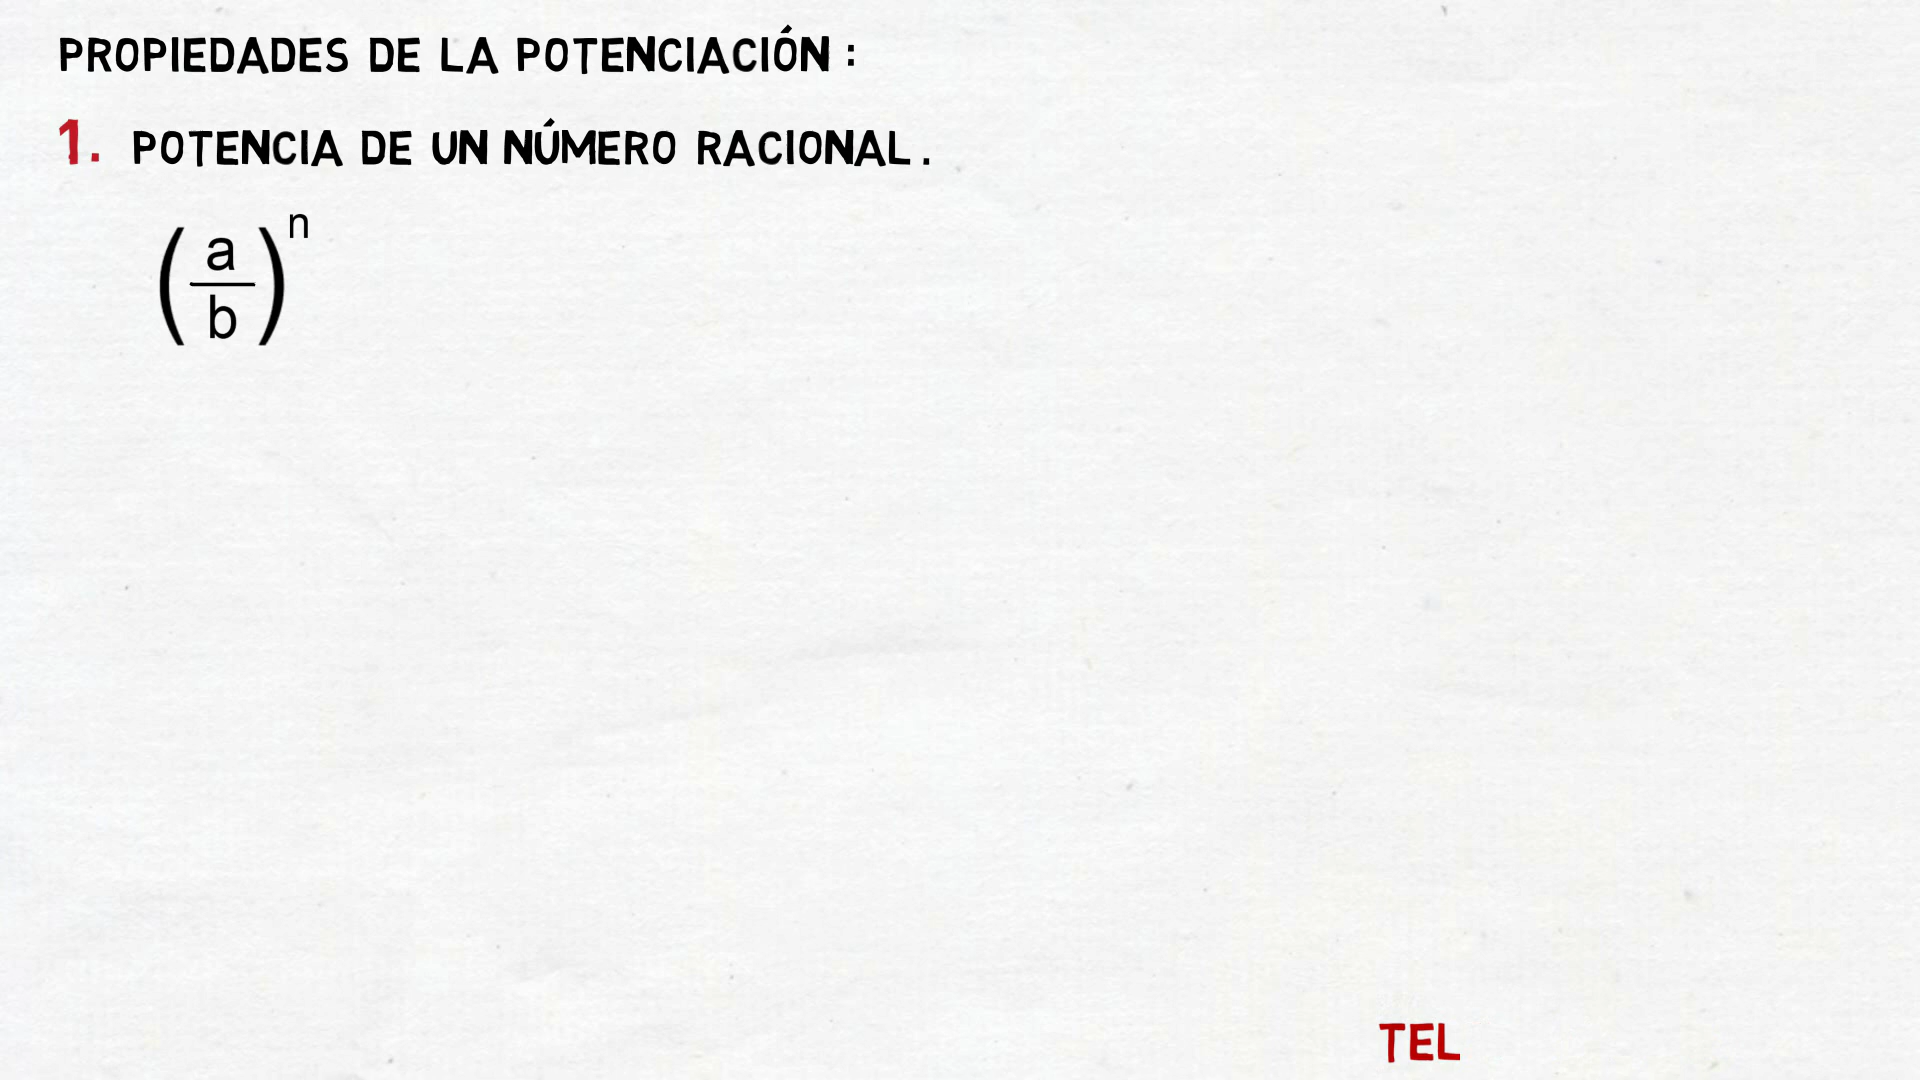 PROPIEDADES DE LA POTENCIACIÓN :
1. POTENCIA DE UN NÚMERO RACIONAL.
(a/b)^n
TEL